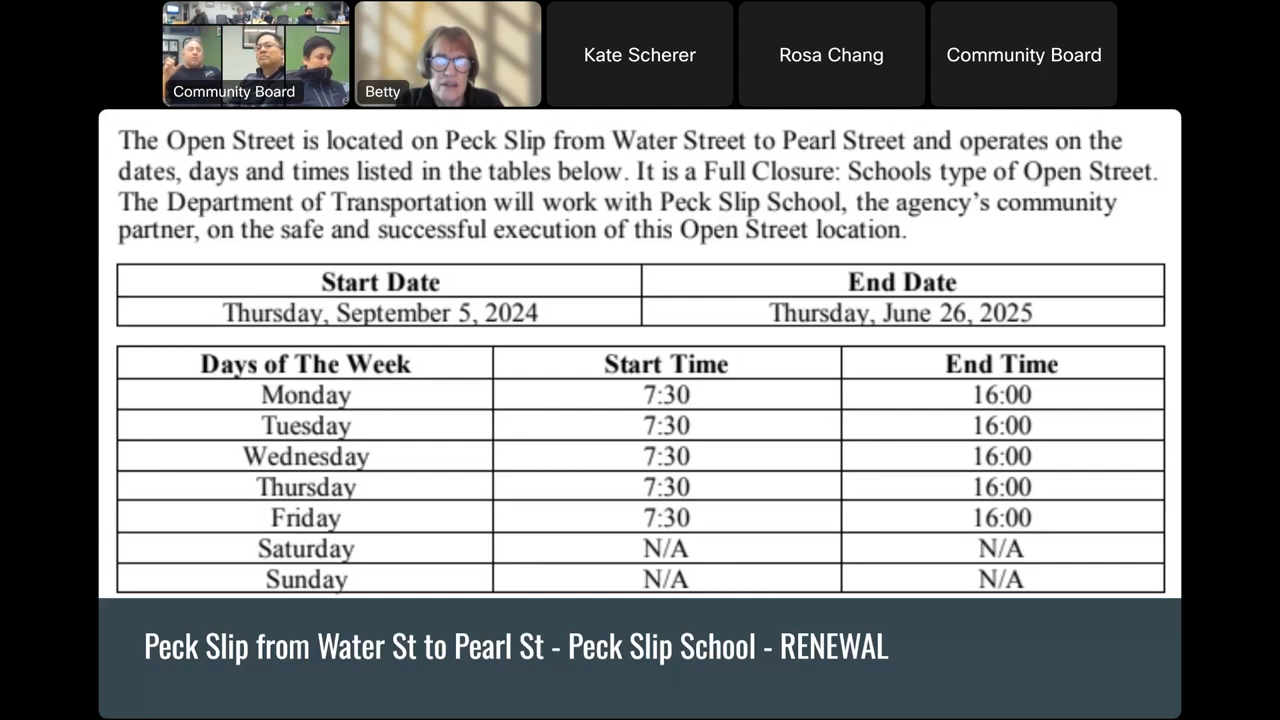 Community Board
Betty
Kate Scherer
Rosa Chang
Community Board
The Open Street is located on Peck Slip from Water Street to Pearl Street and operates on the
dates, days and times listed in the tables below. It is a Full Closure: Schools type of Open Street.
The Department of Transportation will work with Peck Slip School, the agency's community
partner, on the safe and successful execution of this Open Street location.
Start Date End Date
Thursday, September 5, 2024 Thursday, June 26, 2025
Days of The Week Start Time End Time
Monday 7:30 16:00
Tuesday 7:30 16:00
Wednesday 7:30 16:00
Thursday 7:30 16:00
Friday 7:30 16:00
Saturday N/A N/A
Sunday N/A N/A
Peck Slip from Water St to Pearl St - Peck Slip School - RENEWAL